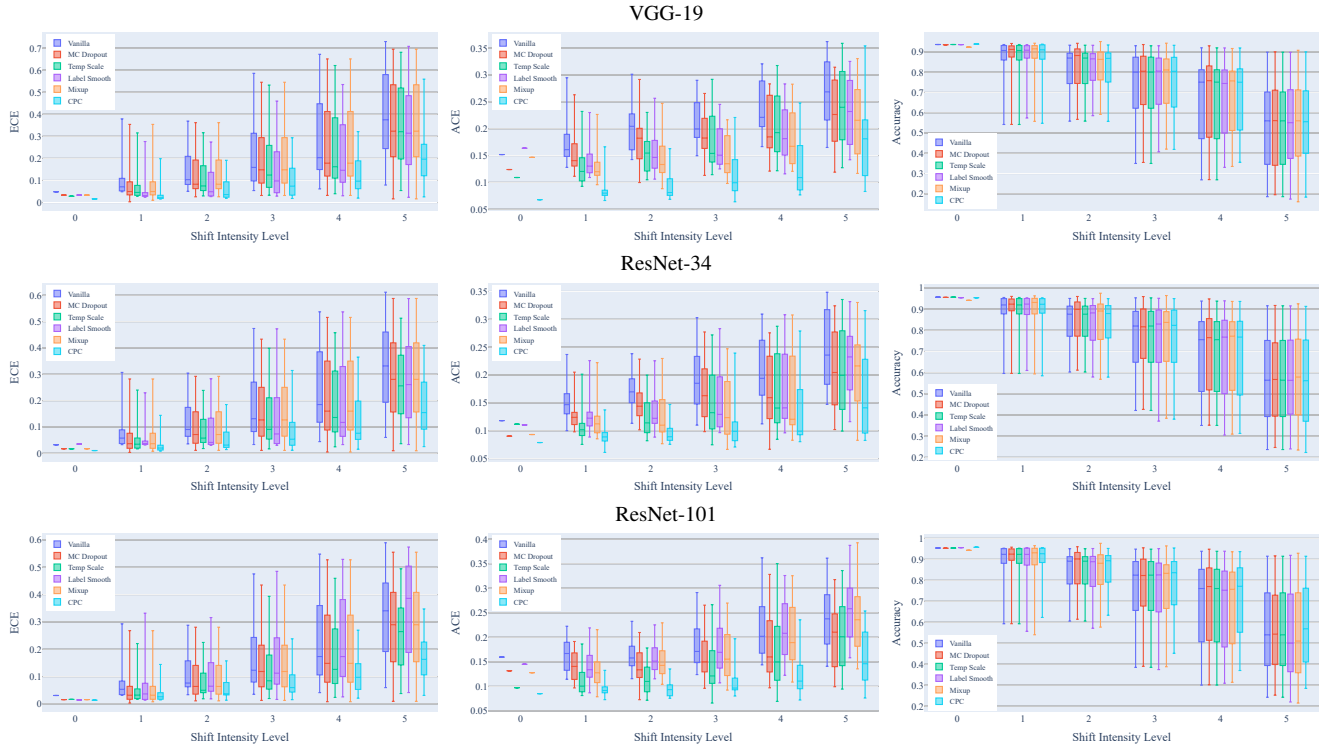 VGG-19
ECE
0.7
0.6
0.5
0.4
0.3
0.2
0.1
0
Vanilla
MC Dropout
Temp Scale
Label Smooth
Mixup
CPC
0 1 2 3 4 5
Shift Intensity Level
ACE
0.35
0.3
0.25
0.2
0.15
0.1
0.05
Vanilla
MC Dropout
Temp Scale
Label Smooth
Mixup
CPC
0 1 2 3 4 5
Shift Intensity Level
Accuracy
0.9
0.8
0.7
0.6
0.5
0.4
0.3
0.2
Vanilla
MC Dropout
Temp Scale
Label Smooth
Mixup
CPC
0 1 2 3 4 5
Shift Intensity Level
ResNet-34
ECE
0.6
0.5
0.4
0.3
0.2
0.1
0
Vanilla
MC Dropout
Temp Scale
Label Smooth
Mixup
CPC
0 1 2 3 4 5
Shift Intensity Level
ACE
0.35
0.3
0.25
0.2
0.15
0.1
0.05
Vanilla
MC Dropout
Temp Scale
Label Smooth
Mixup
CPC
0 1 2 3 4 5
Shift Intensity Level
Accuracy
1
0.9
0.8
0.7
0.6
0.5
0.4
0.3
0.2
Vanilla
MC Dropout
Temp Scale
Label Smooth
Mixup
CPC
0 1 2 3 4 5
Shift Intensity Level
ResNet-101
ECE
0.6
0.5
0.4
0.3
0.2
0.1
0
Vanilla
MC Dropout
Temp Scale
Label Smooth
Mixup
CPC
0 1 2 3 4 5
Shift Intensity Level
ACE
0.4
0.35
0.3
0.25
0.2
0.15
0.1
0.05
Vanilla
MC Dropout
Temp Scale
Label Smooth
Mixup
CPC
0 1 2 3 4 5
Shift Intensity Level
Accuracy
1
0.9
0.8
0.7
0.6
0.5
0.4
0.3
0.2
Vanilla
MC Dropout
Temp Scale
Label Smooth
Mixup
CPC
0 1 2 3 4 5
Shift Intensity Level